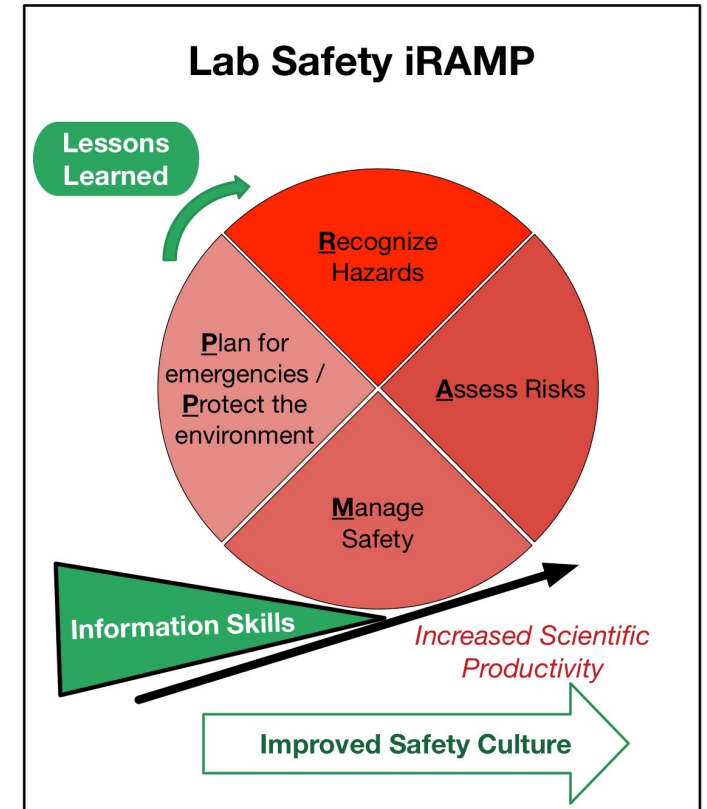 Lab Safety iRAMP
Lessons
Learned
Recognize
Hazards
Plan for
emergencies /
Protect the
environment
Assess Risks
Manage
Safety
Information Skills
Increased Scientific
Productivity
Improved Safety Culture